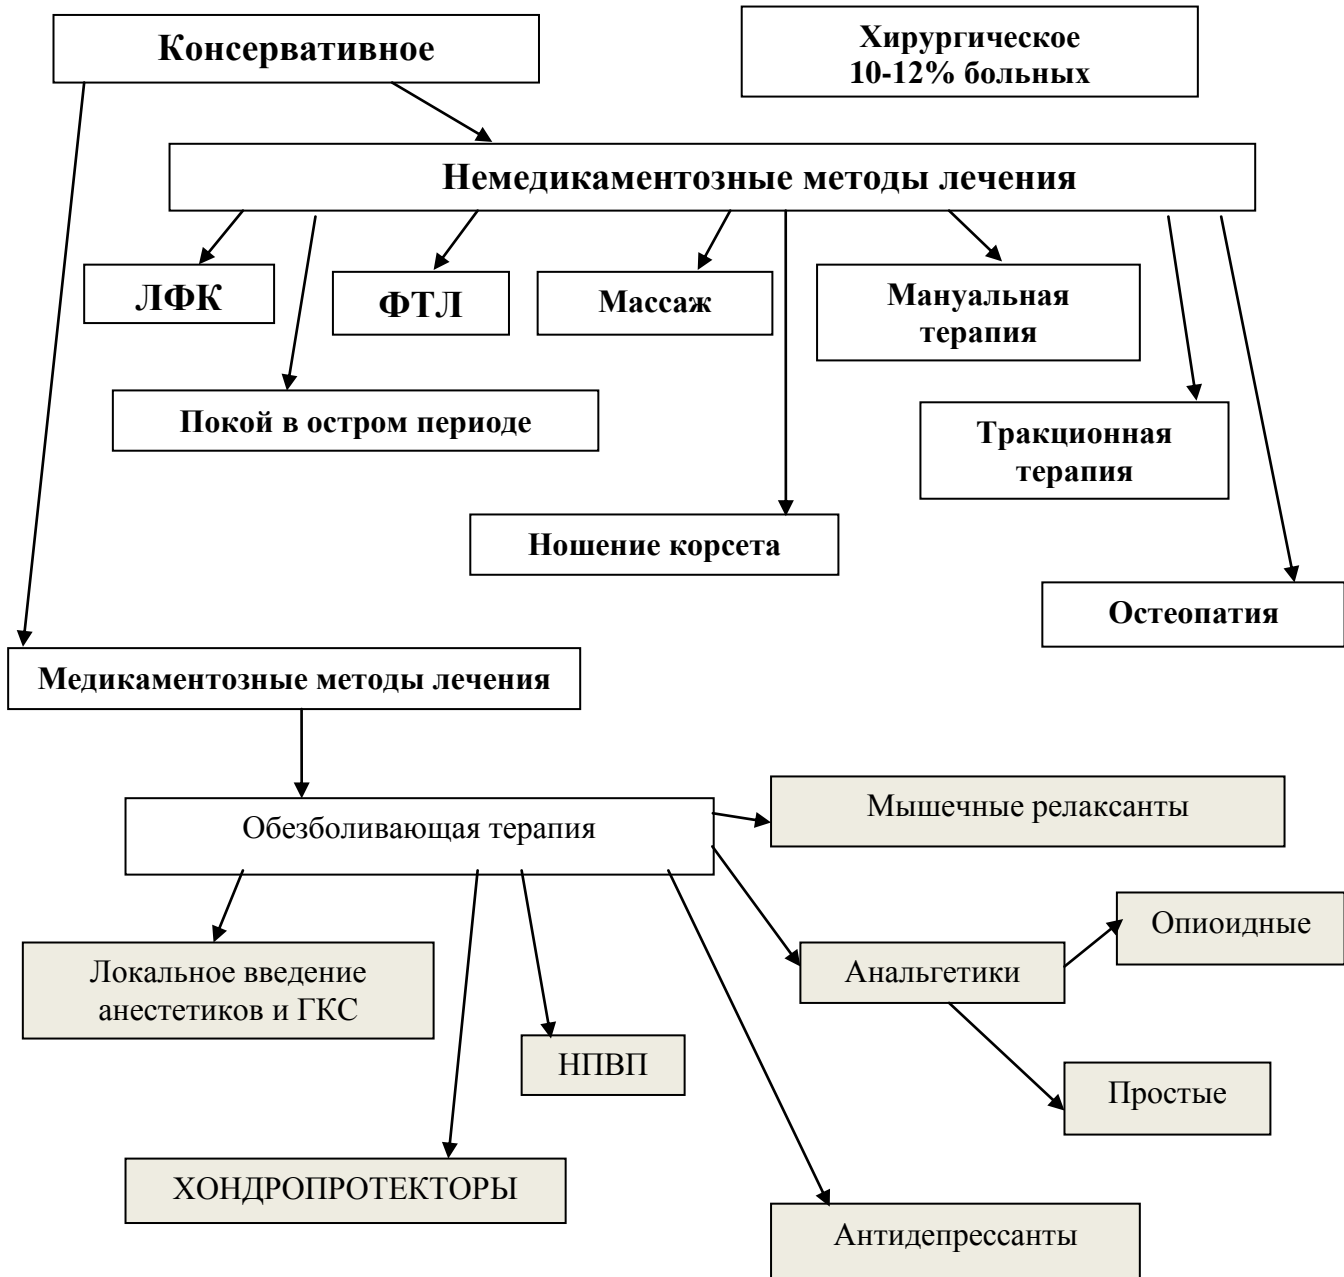 Консервативное
Хирургическое
10-12% больных
Немедикаментозные методы лечения
ЛФК
ФТЛ
Массаж
Мануальная
терапия
Покой в остром периоде
Тракционная
терапия
Ношение корсета
Остеопатия
Медикаментозные методы лечения
Мышечные релаксанты
Обезболивающая терапия
Опиоидные
Локальное введение
анестетиков и ГКС
Анальгетики
НПВП
Простые
ХОНДРОПРОТЕКТОРЫ
Антидепрессанты